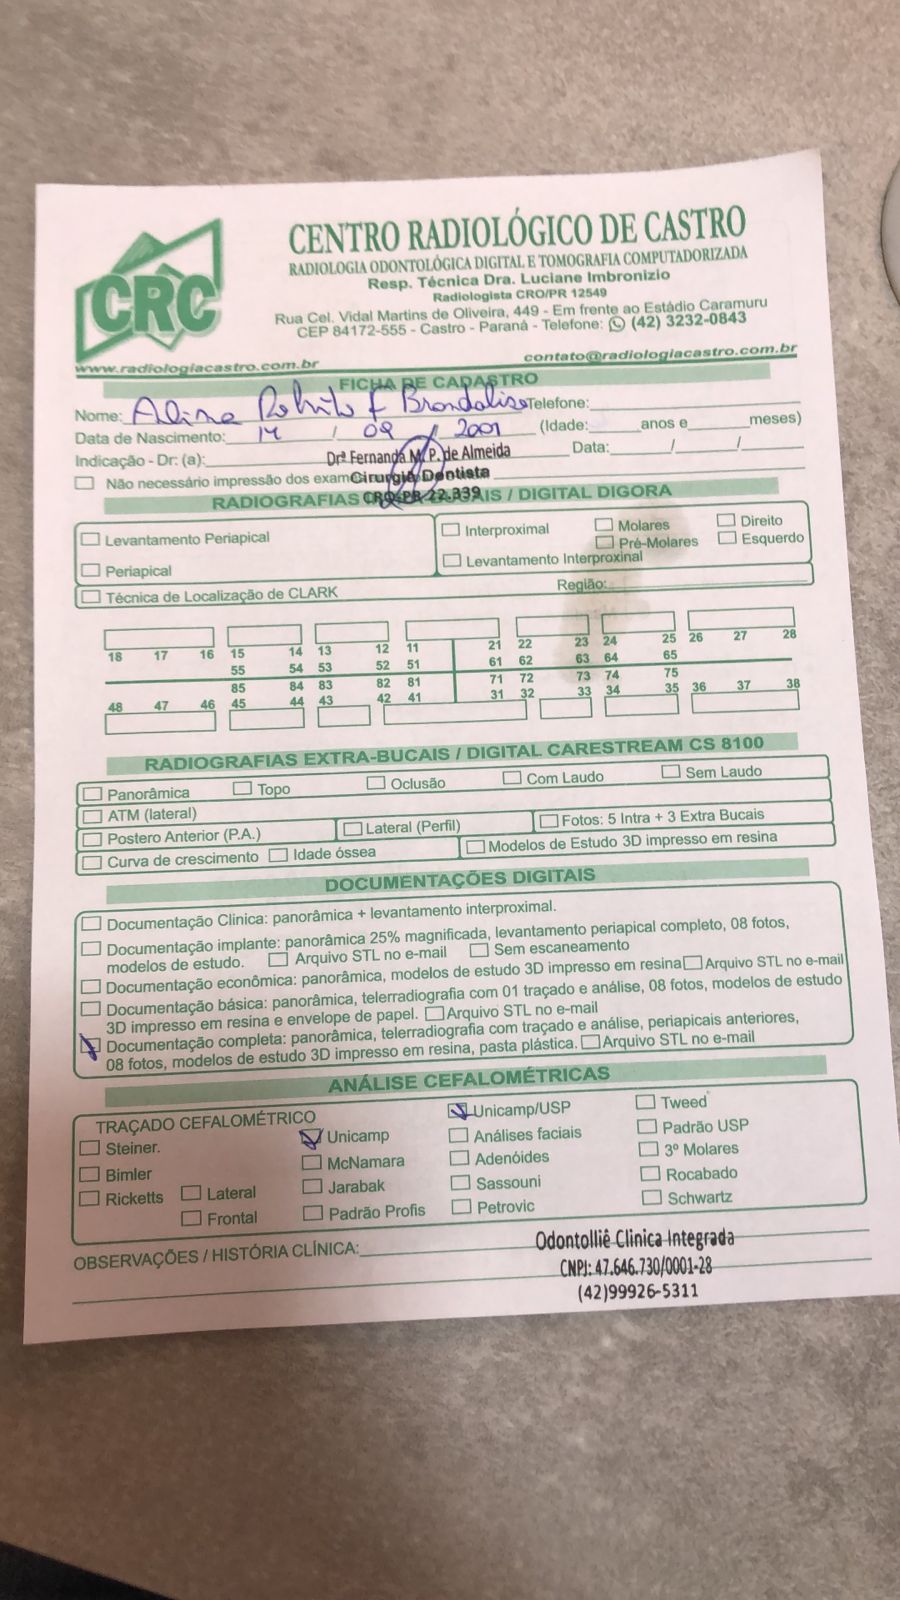 CRC
CENTRO RADIOLÓGICO DE CASTRO
RADIOLOGIA ODONTOLÓGICA DIGITAL E TOMOGRAFIA COMPUTADORIZADA
Resp. Técnica Dra. Luciane Imbronizio
Radiologista CRO/PR 12549
Rua Cel. Vidal Martins de Oliveira, 449 - Em frente ao Estádio Caramuru
CEP 84172-555 - Castro - Paraná - Telefone: (42) 3232-0843
www.radiologiacastro.com.br contato@radiologiacastro.com.br
FICHA DE CADASTRO
Nome: Aline F Brandalise Telefone:
Data de Nascimento: 14 / 09 / 2001 (Idade: anos e meses)
Indicação - Dr: (a): Drª Fernanda M. P. de Almeida Data: / /
Não necessário impressão dos exam Cirurgiã Dentista
CRO-PR 22.339
RADIOGRAFIAS / DIGITAL DIGORA
Levantamento Periapical Interproximal Molares Direito
Pré-Molares Esquerdo
Periapical Levantamento Interproxinal
Técnica de Localização de CLARK Região:
18 17 16 15 14 13 12 11 21 22 23 24 25 26 27 28
55 54 53 52 51 61 62 63 64 65
85 84 83 82 81 71 72 73 74 75
48 47 46 45 44 43 42 41 31 32 33 34 35 36 37 38
RADIOGRAFIAS EXTRA-BUCAIS / DIGITAL CARESTREAM CS 8100
Panorâmica Topo Oclusão Com Laudo Sem Laudo
ATM (lateral)
Postero Anterior (P.A.) Lateral (Perfil) Fotos: 5 Intra + 3 Extra Bucais
Curva de crescimento Idade óssea Modelos de Estudo 3D impresso em resina
DOCUMENTAÇÕES DIGITAIS
Documentação Clinica: panorâmica + levantamento interproximal.
Documentação implante: panorâmica 25% magnificada, levantamento periapical completo, 08 fotos,
modelos de estudo. Arquivo STL no e-mail Sem escaneamento
Documentação econômica: panorâmica, modelos de estudo 3D impresso em resina Arquivo STL no e-mail
Documentação básica: panorâmica, telerradiografia com 01 traçado e análise, 08 fotos, modelos de estudo
3D impresso em resina e envelope de papel. Arquivo STL no e-mail
Documentação completa: panorâmica, telerradiografia com traçado e análise, periapicais anteriores,
08 fotos, modelos de estudo 3D impresso em resina, pasta plástica. Arquivo STL no e-mail
ANÁLISE CEFALOMÉTRICAS
TRAÇADO CEFALOMÉTRICO Unicamp/USP Tweed
Steiner. Unicamp Análises faciais Padrão USP
Bimler McNamara Adenóides 3º Molares
Ricketts Lateral Jarabak Sassouni Rocabado
Frontal Padrão Profis Petrovic Schwartz
OBSERVAÇÕES / HISTÓRIA CLÍNICA: Odontolliê Clinica Integrada
CNPJ: 47.646.730/0001-28
(42)99926-5311